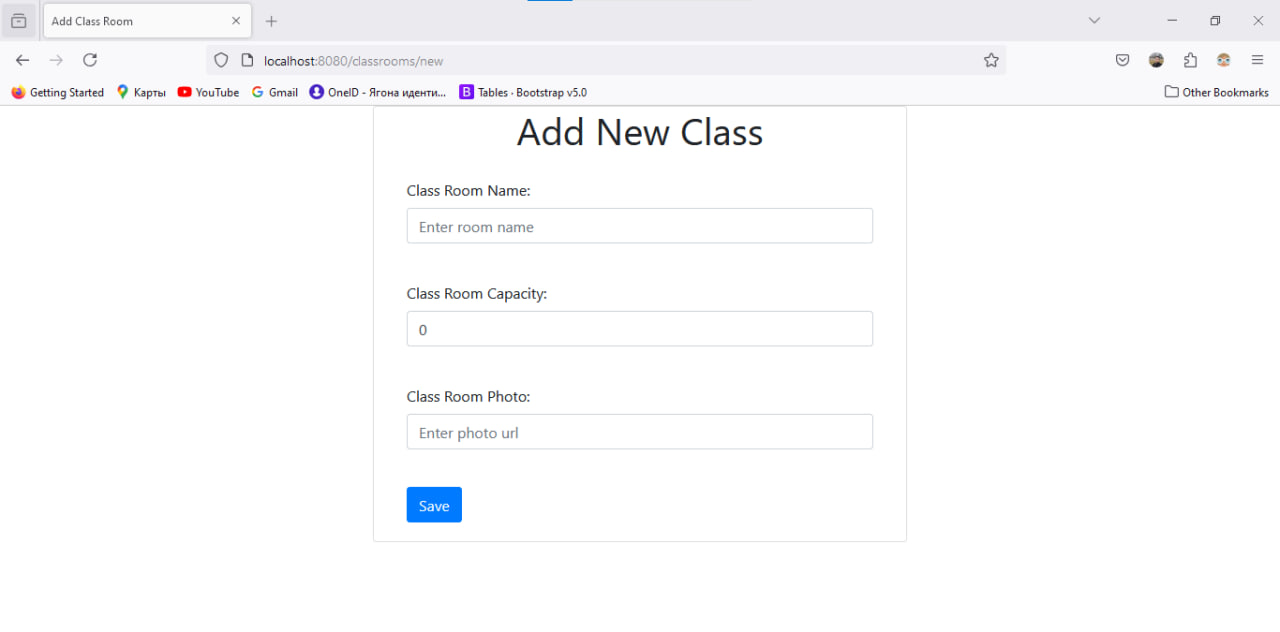 Add Class Room
localhost:8080/classrooms/new
Getting Started Карты YouTube Gmail OneID - Ягона иденти... B Tables · Bootstrap v5.0 Other Bookmarks
Add New Class
Class Room Name:
Enter room name
Class Room Capacity:
0
Class Room Photo:
Enter photo url
Save